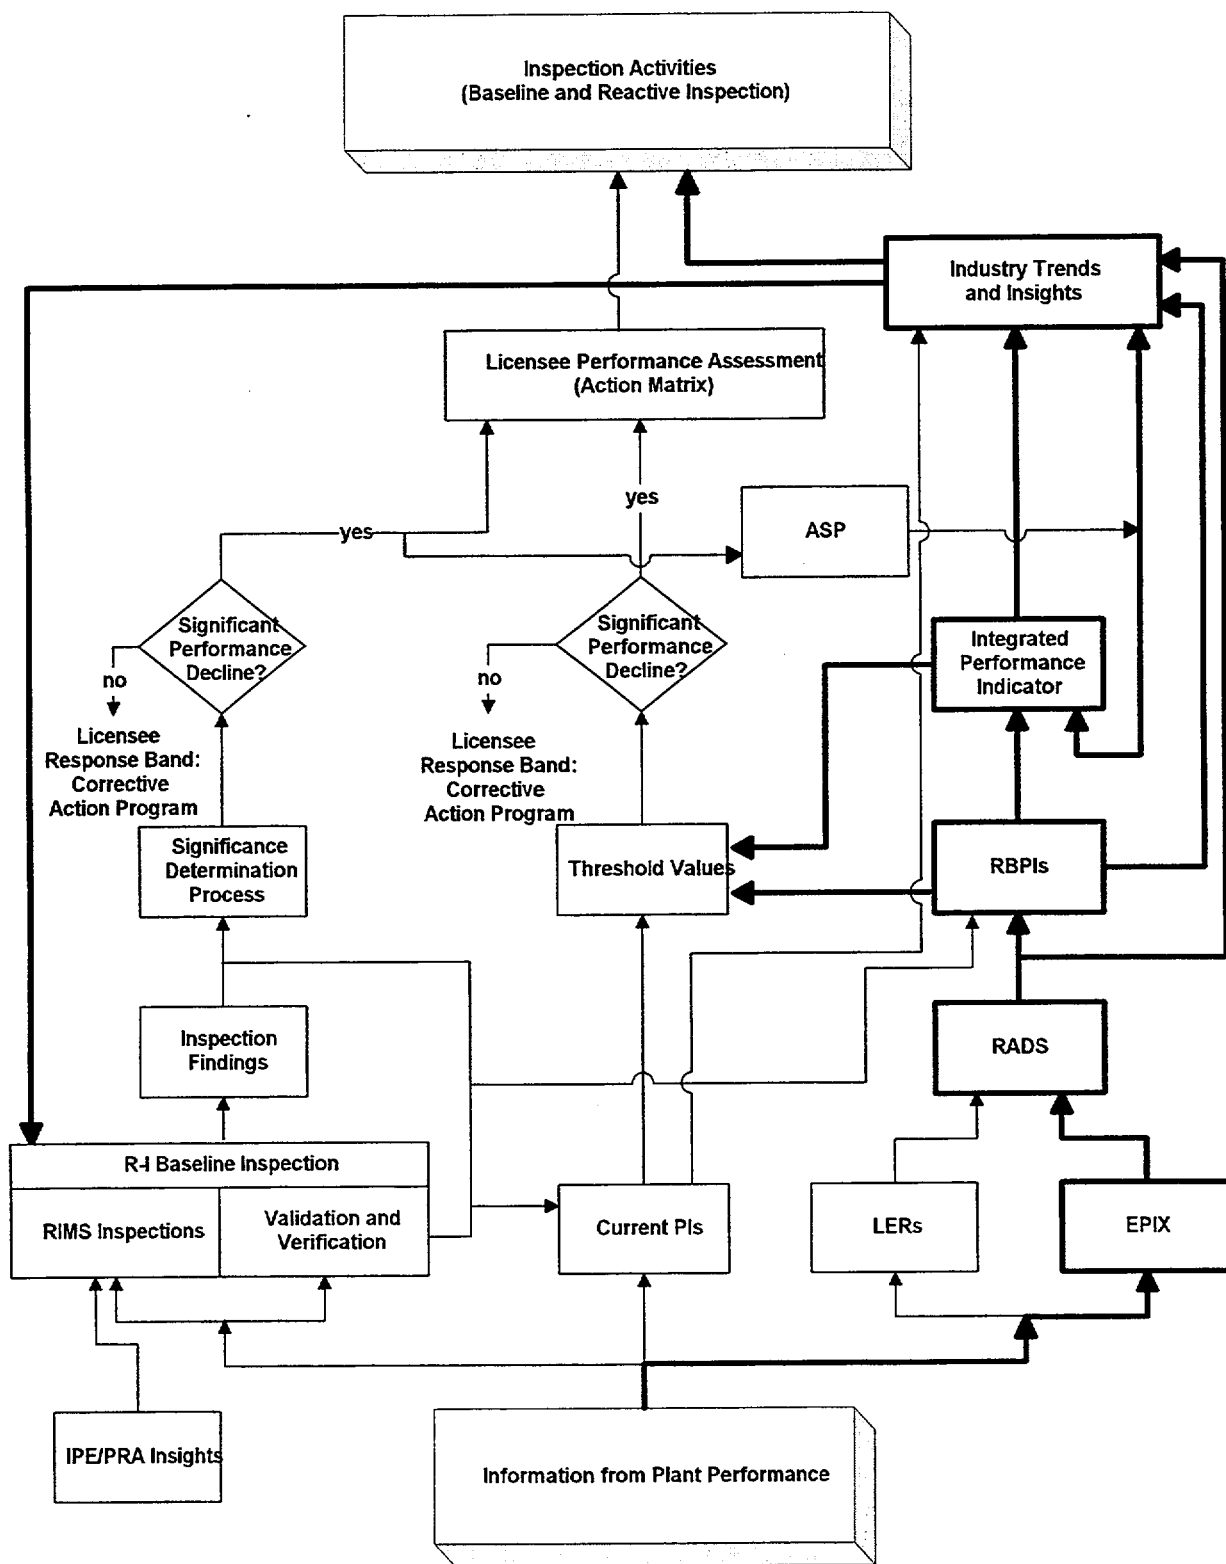 Inspection Activities
(Baseline and Reactive Inspection)
Industry Trends
and Insights
Licensee Performance Assessment
(Action Matrix)
yes
yes
ASP
Significant
Performance
Decline?
no
Licensee
Response Band:
Corrective
Action Program
Significant
Performance
Decline?
no
Licensee
Response Band:
Corrective
Action Program
Integrated
Performance
Indicator
Significance
Determination
Process
Threshold Values
RBPIs
Inspection
Findings
RADS
R-I Baseline Inspection
RIMS Inspections
Validation and
Verification
Current PIs
LERs
EPIX
IPE/PRA Insights
Information from Plant Performance